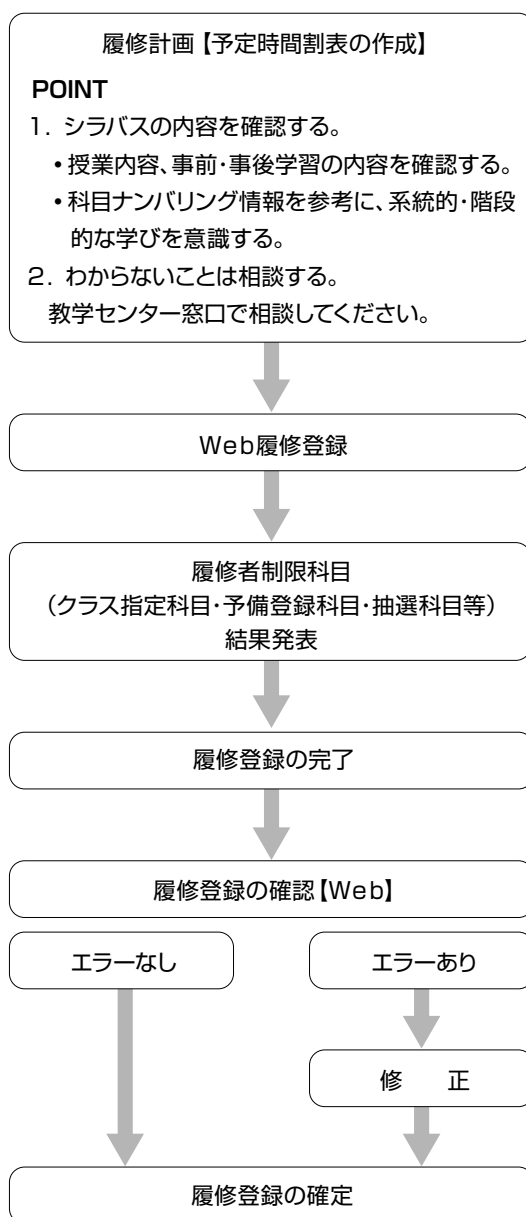 履修計画【予定時間割表の作成】
POINT
1. シラバスの内容を確認する。
•授業内容、事前・事後学習の内容を確認する。
•科目ナンバリング情報を参考に、系統的・階段
的な学びを意識する。
2. わからないことは相談する。
教学センター窓口で相談してください。
Web履修登録
履修者制限科目
（クラス指定科目・予備登録科目・抽選科目等）
結果発表
履修登録の完了
履修登録の確認【Web】
エラーなし
エラーあり
修　正
履修登録の確定